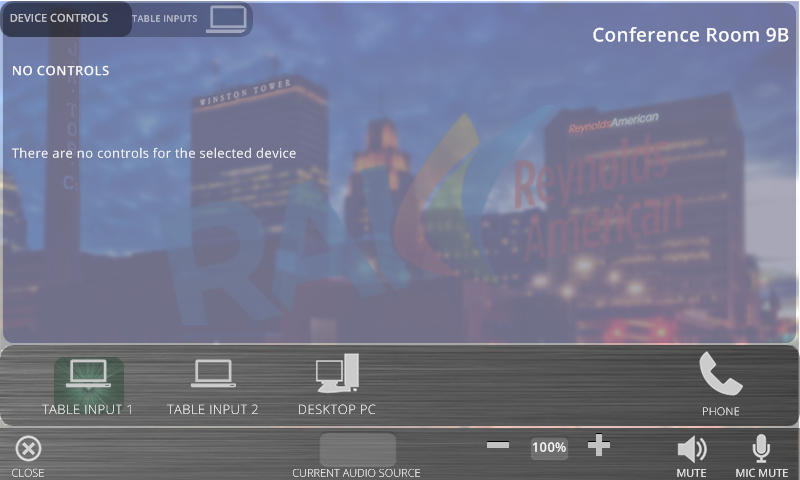 DEVICE CONTROLS
TABLE INPUTS
Conference Room 9B
NO CONTROLS
WINSTON TOWER
ReynoldsAmerican
There are no controls for the selected device
RAI
Reynolds
American
TABLE INPUT 1
TABLE INPUT 2
DESKTOP PC
PHONE
100%
CLOSE
CURRENT AUDIO SOURCE
MUTE
MIC MUTE